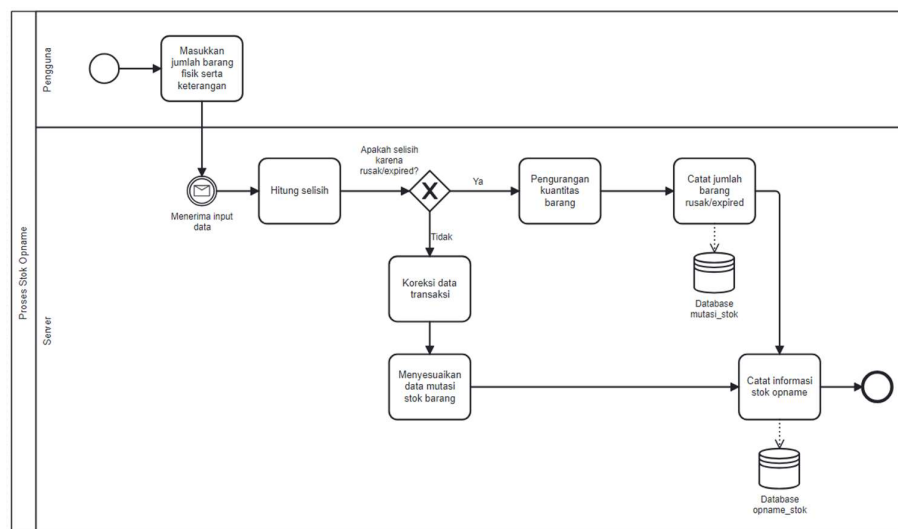 Proses Stok Opname
Pengguna
Masukkan
jumlah barang
fisik serta
keterangan
Server
Menerima input
data
Hitung selisih
Apakah selisih
karena
rusak/expired?
Ya
Tidak
Pengurangan
kuantitas
barang
Catat jumlah
barang
rusak/expired
Database
mutasi_stok
Koreksi data
transaksi
Menyesuaikan
data mutasi
stok barang
Catat informasi
stok opname
Database
opname_stok